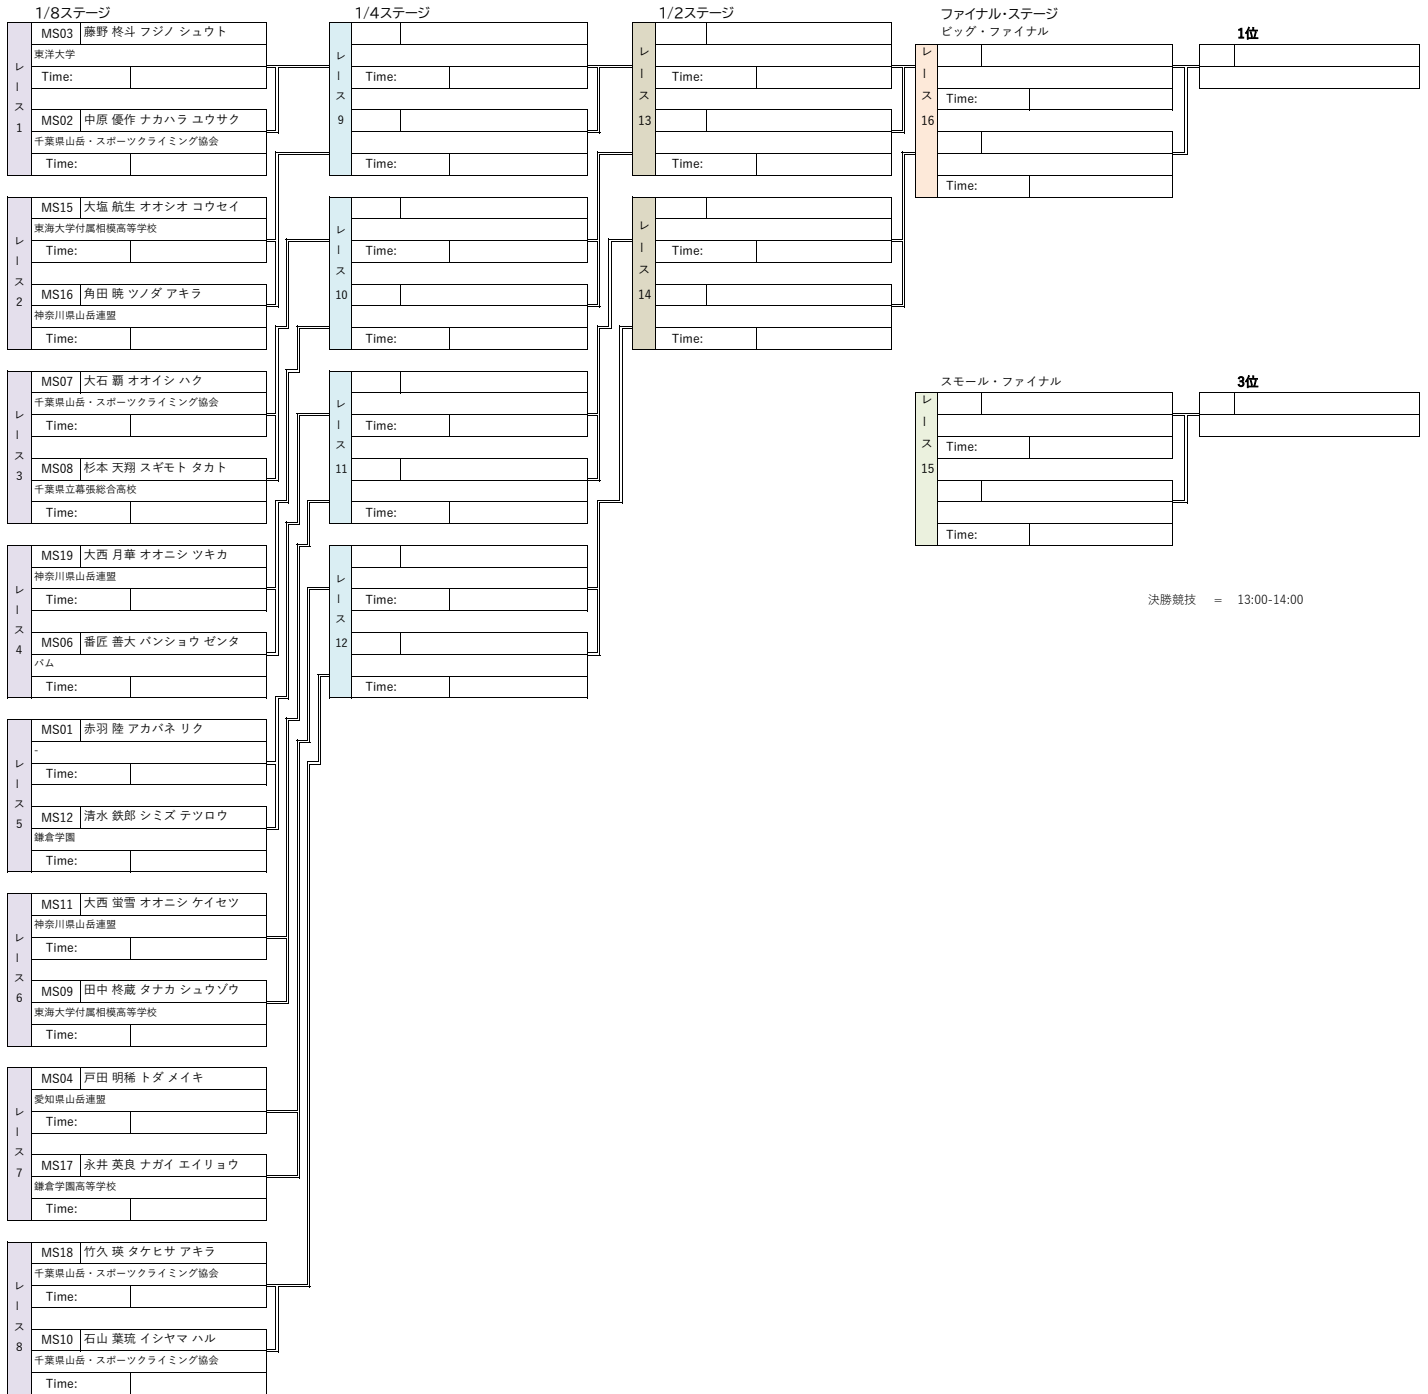 1/8ステージ
レース1
MS03 藤野 柊斗 フジノ シュウト
東洋大学
Time:
MS02 中原 優作 ナカハラ ユウサク
千葉県山岳・スポーツクライミング協会
Time:
レース2
MS15 大塩 航生 オオシオ コウセイ
東海大学付属相模高等学校
Time:
MS16 角田 暁 ツノダ アキラ
神奈川県山岳連盟
Time:
レース3
MS07 大石 覇 オオイシ ハク
千葉県山岳・スポーツクライミング協会
Time:
MS08 杉本 天翔 スギモト タカト
千葉県立幕張総合高校
Time:
レース4
MS19 大西 月華 オオニシ ツキカ
神奈川県山岳連盟
Time:
MS06 番匠 善大 バンショウ ゼンタ
バム
Time:
レース5
MS01 赤羽 陸 アカバネ リク
-
Time:
MS12 清水 鉄郎 シミズ テツロウ
鎌倉学園
Time:
レース6
MS11 大西 蛍雪 オオニシ ケイセツ
神奈川県山岳連盟
Time:
MS09 田中 柊蔵 タナカ シュウゾウ
東海大学付属相模高等学校
Time:
レース7
MS04 戸田 明稀 トダ メイキ
愛知県山岳連盟
Time:
MS17 永井 英良 ナガイ エイリョウ
鎌倉学園高等学校
Time:
レース8
MS18 竹久 瑛 タケヒサ アキラ
千葉県山岳・スポーツクライミング協会
Time:
MS10 石山 葉琉 イシヤマ ハル
千葉県山岳・スポーツクライミング協会
Time:
1/4ステージ
レース9
Time:
Time:
レース10
Time:
Time:
レース11
Time:
Time:
レース12
Time:
Time:
1/2ステージ
レース13
Time:
Time:
レース14
Time:
Time:
ファイナル・ステージ
ビッグ・ファイナル
レース16
Time:
Time:
1位
スモール・ファイナル
レース15
Time:
Time:
3位
決勝競技 = 13:00-14:00